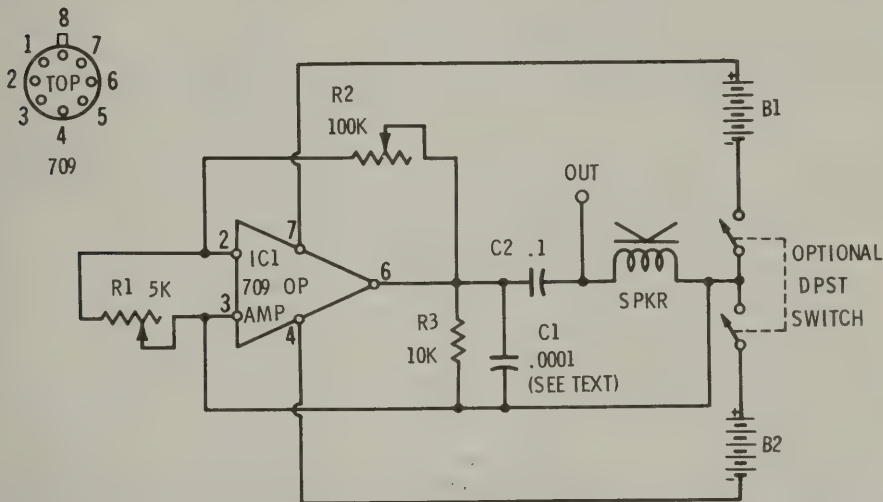 8
1 7
2 TOP 6
3 5
4
709
R2
100K
B1
OUT
7
2
IC1
709 OP
AMP
6
C2 .1
R1 5K
3
4
SPKR
OPTIONAL
DPST
SWITCH
R3
10K
C1
.0001
(SEE TEXT)
B2